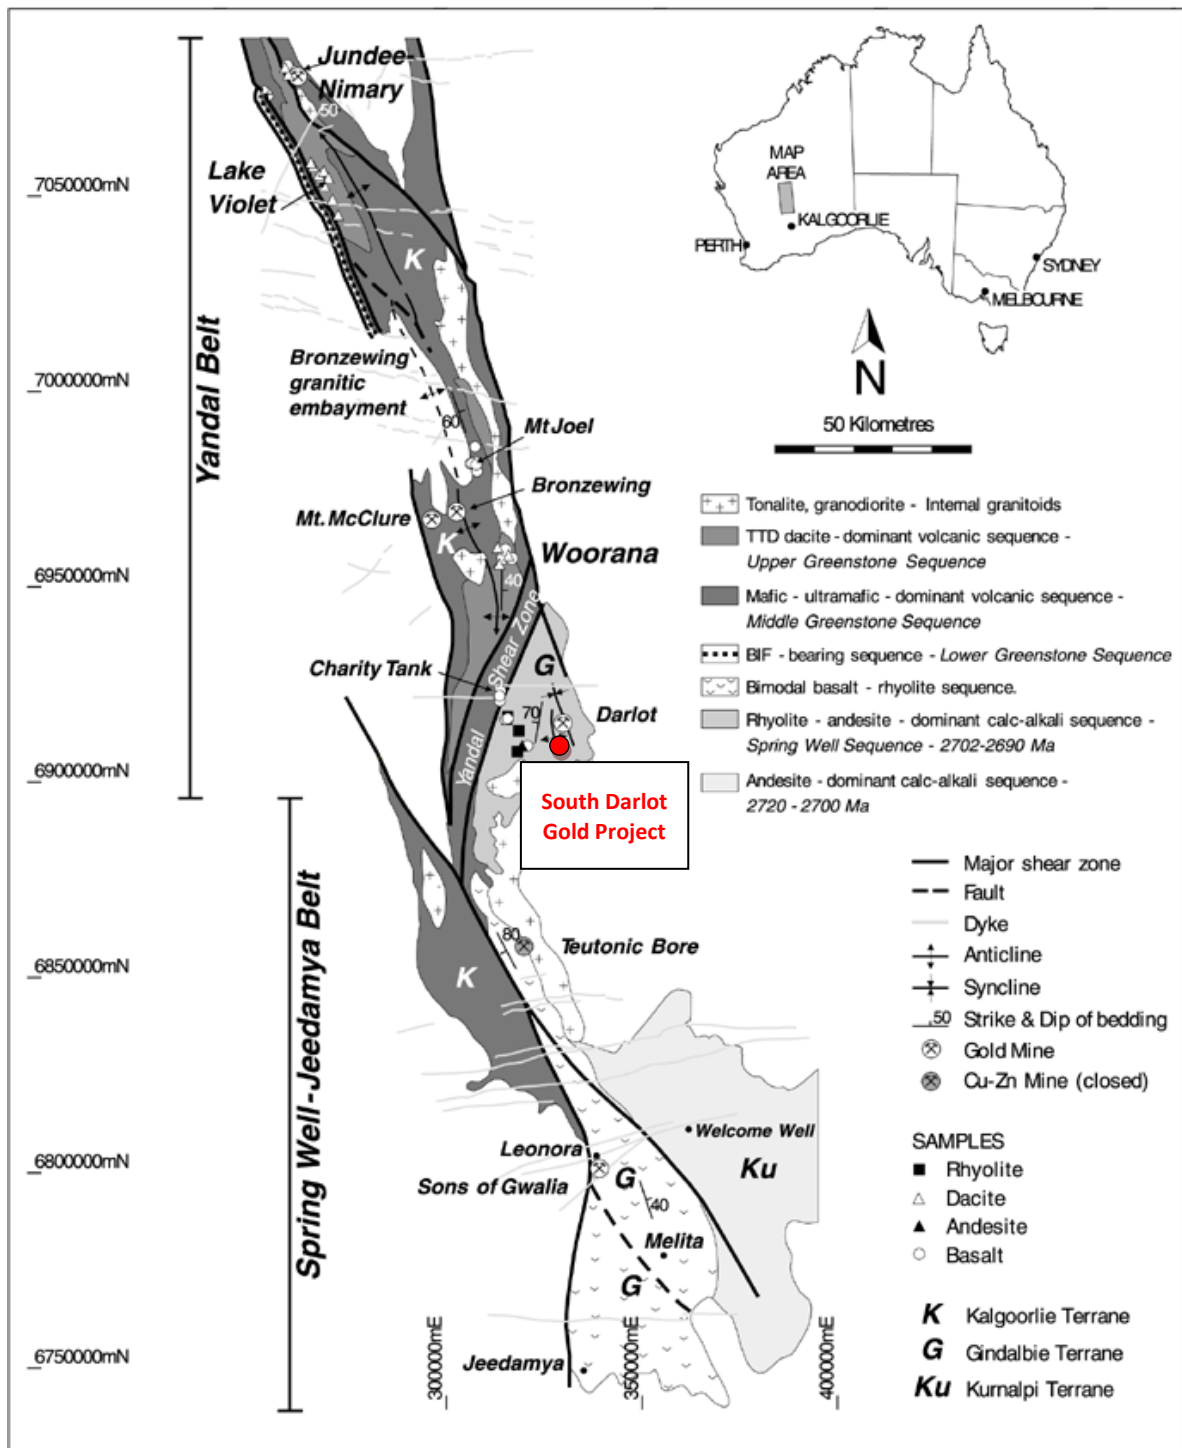 Jundee-
Nimary
50
Lake
Violet
7050000mN
K
MAP
AREA
KALGOORLIE
PERTH
SYDNEY
MELBOURNE
N
Yandal Belt
Bronzewing
granitic
embayment
7000000mN
50 Kilometres
60
Mt Joel
Bronzewing
Mt. McClure
K
Woorana
6950000mN
40
Yandal Shear Zone
G
Charity Tank
70
Darlot
6900000mN
South Darlot
Gold Project
Tonalite, granodiorite - Internal granitoids
TTD dacite - dominant volcanic sequence -
Upper Greenstone Sequence
Mafic - ultramafic - dominant volcanic sequence -
Middle Greenstone Sequence
BIF - bearing sequence - Lower Greenstone Sequence
Bimodal basalt - rhyolite sequence.
Rhyolite - andesite - dominant calc-alkali sequence -
Spring Well Sequence - 2702-2690 Ma
Andesite - dominant calc-alkali sequence -
2720 - 2700 Ma
Spring Well-Jeedamya Belt
80
Teutonic Bore
6850000mN
K
Major shear zone
Fault
Dyke
Anticline
Syncline
50 Strike & Dip of bedding
Gold Mine
Cu-Zn Mine (closed)
Welcome Well
Leonora
6800000mN
Sons of Gwalia
G
Ku
40
Melita
G
SAMPLES
Rhyolite
Dacite
Andesite
Basalt
6750000mN
Jeedamya
300000mE
350000mE
400000mE
K Kalgoorlie Terrane
G Gindalbie Terrane
Ku Kurnalpi Terrane